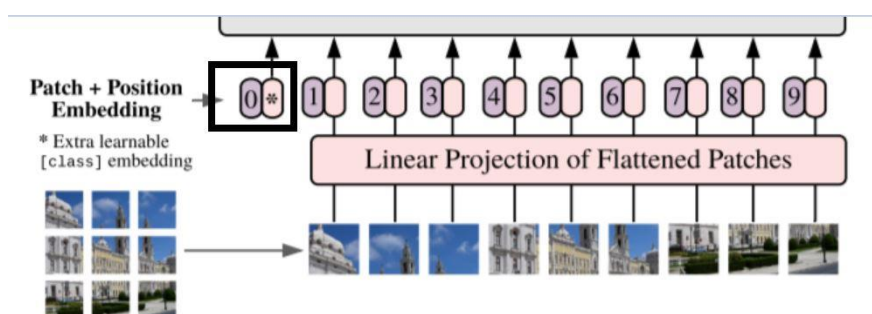 Patch + Position
Embedding
0 * 1 2 3 4 5 6 7 8 9
* Extra learnable
[class] embedding
Linear Projection of Flattened Patches